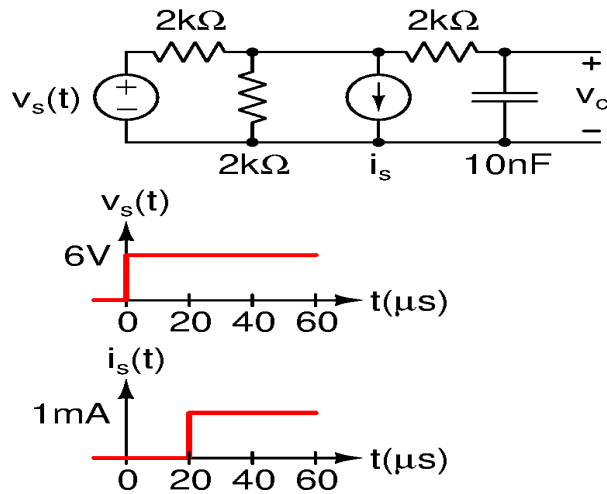 2kΩ 2kΩ
+ +
vs(t) − vc
−
2kΩ is 10nF
vs(t)
6V
0 20 40 60 t(μs)
is(t)
1mA
0 20 40 60 t(μs)